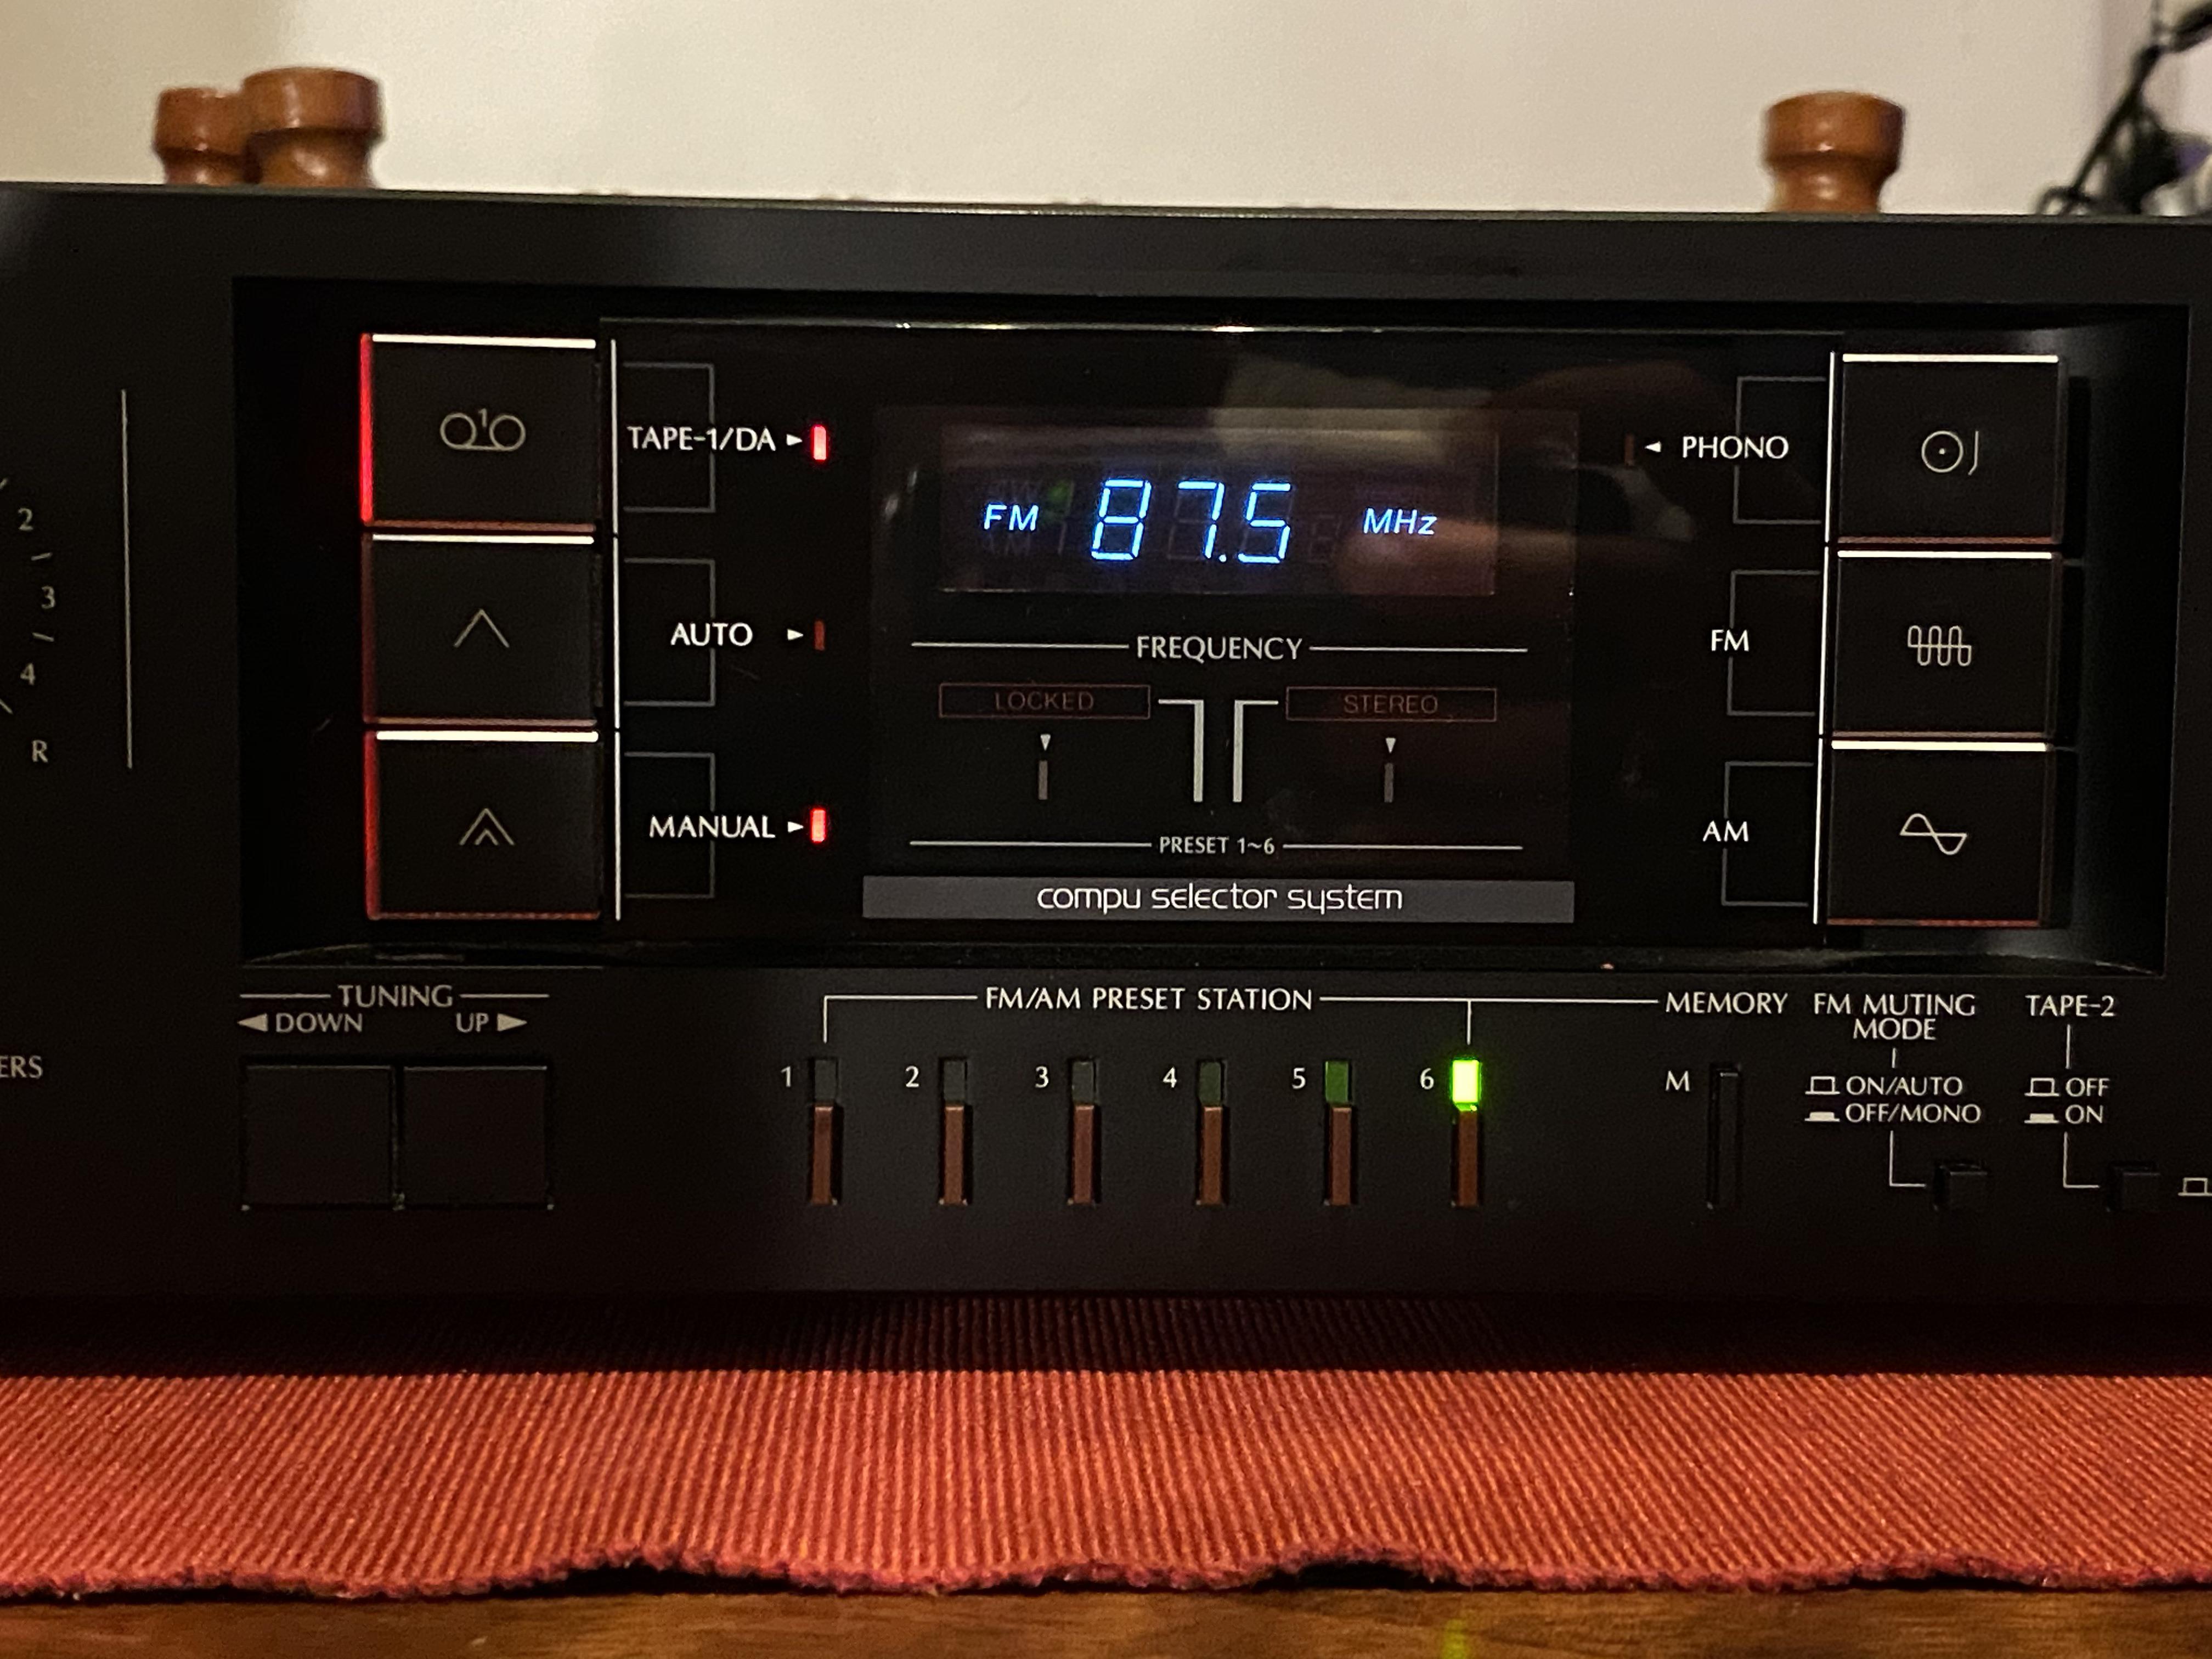 2
3
4
R
ERS
1
TAPE-1/DA
AUTO
MANUAL
FM 87.5 MHz
FREQUENCY
LOCKED
STEREO
PRESET 1~6
compu selector system
PHONO
FM
AM
TUNING
DOWN UP
FM/AM PRESET STATION
1 2 3 4 5 6
MEMORY
M
FM MUTING
MODE
ON/AUTO
OFF/MONO
TAPE-2
OFF
ON